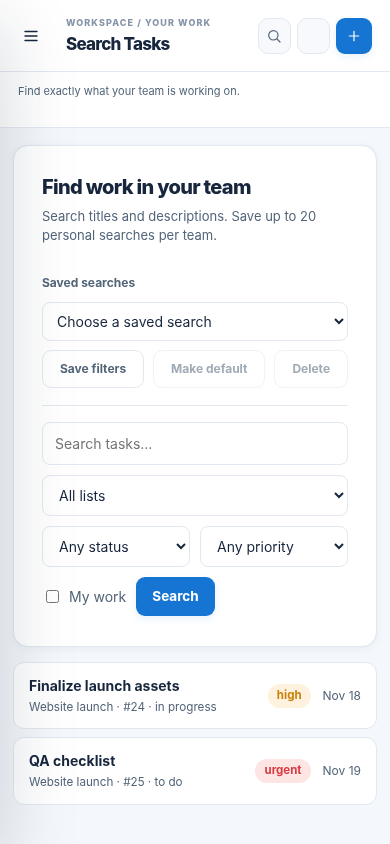 WORKSPACE / YOUR WORK
Search Tasks
Find exactly what your team is working on.
Find work in your team
Search titles and descriptions. Save up to 20
personal searches per team.
Saved searches
Choose a saved search
Save filters
Make default
Delete
Search tasks...
All lists
Any status
Any priority
My work
Search
Finalize launch assets
Website launch · #24 · in progress
high
Nov 18
QA checklist
Website launch · #25 · to do
urgent
Nov 19